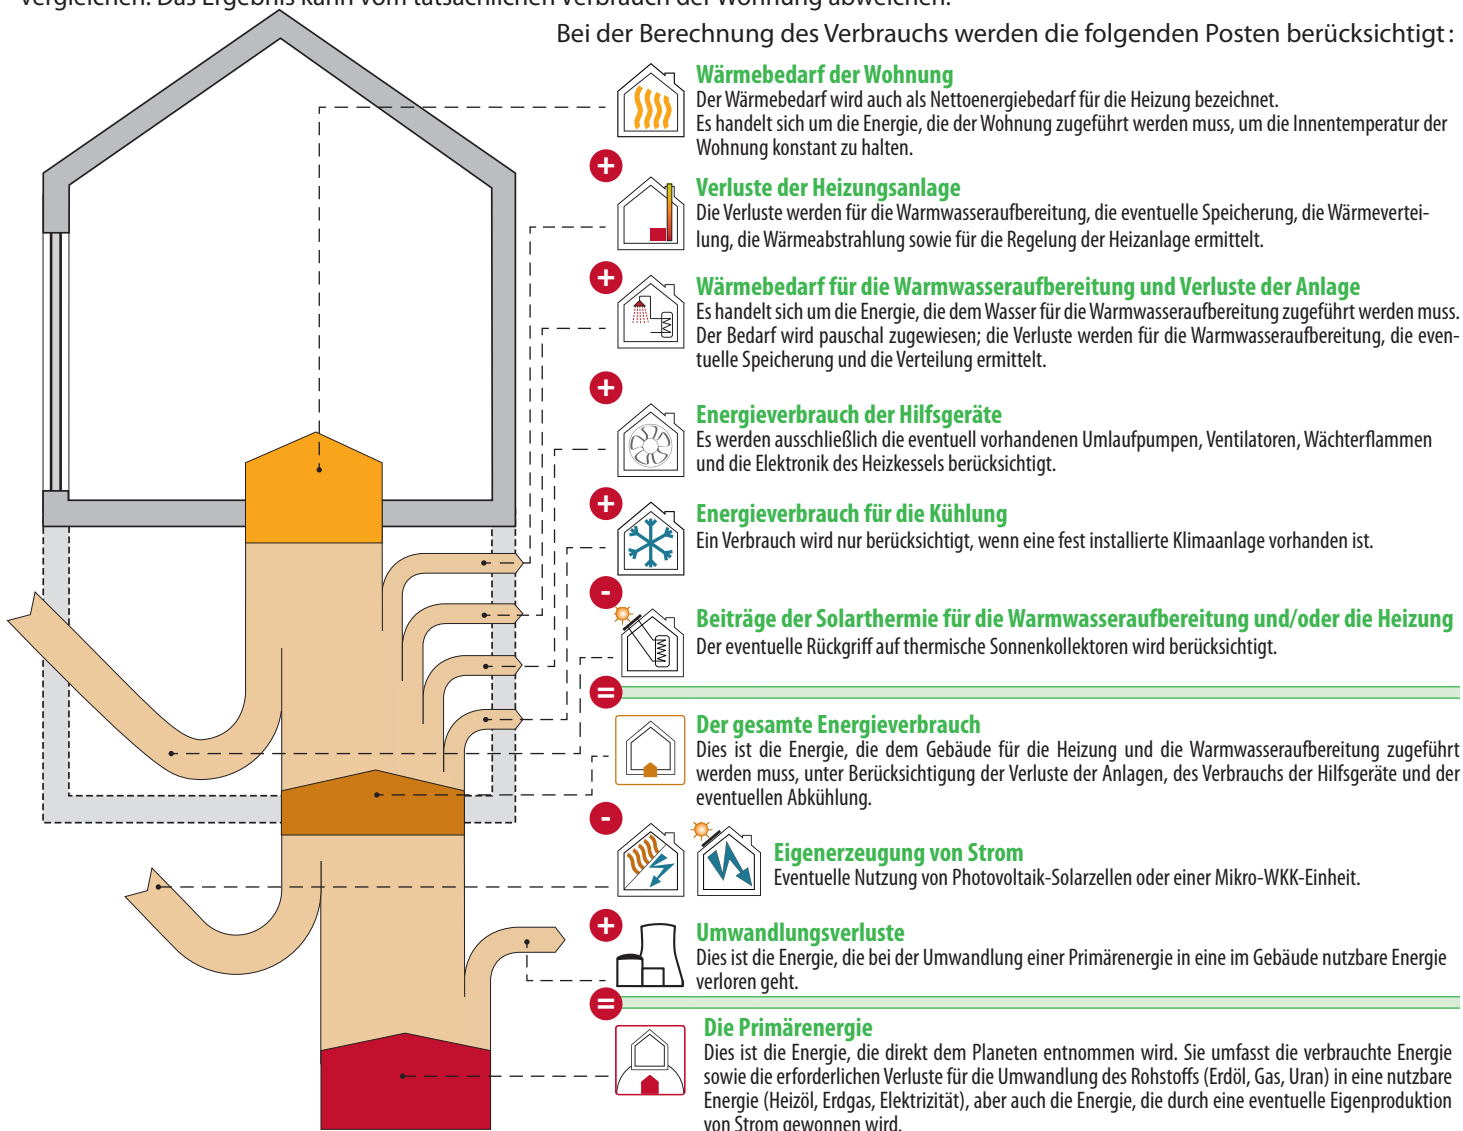 vergleichen. Das Ergebnis kann vom tatsächlichen Verbrauch der Wohnung abweichen.
Bei der Berechnung des Verbrauchs werden die folgenden Posten berücksichtigt :
Wärmebedarf der Wohnung
Der Wärmebedarf wird auch als Nettoenergiebedarf für die Heizung bezeichnet.
Es handelt sich um die Energie, die der Wohnung zugeführt werden muss, um die Innentemperatur der
Wohnung konstant zu halten.
+
Verluste der Heizungsanlage
Die Verluste werden für die Warmwasseraufbereitung, die eventuelle Speicherung, die Wärmevertei-
lung, die Wärmeabstrahlung sowie für die Regelung der Heizanlage ermittelt.
+
Wärmebedarf für die Warmwasseraufbereitung und Verluste der Anlage
Es handelt sich um die Energie, die dem Wasser für die Warmwasseraufbereitung zugeführt werden muss.
Der Bedarf wird pauschal zugewiesen; die Verluste werden für die Warmwasseraufbereitung, die even-
tuelle Speicherung und die Verteilung ermittelt.
+
Energieverbrauch der Hilfsgeräte
Es werden ausschließlich die eventuell vorhandenen Umlaufpumpen, Ventilatoren, Wächterflammen
und die Elektronik des Heizkessels berücksichtigt.
+
Energieverbrauch für die Kühlung
Ein Verbrauch wird nur berücksichtigt, wenn eine fest installierte Klimaanlage vorhanden ist.
-
Beiträge der Solarthermie für die Warmwasseraufbereitung und/oder die Heizung
Der eventuelle Rückgriff auf thermische Sonnenkollektoren wird berücksichtigt.
=
Der gesamte Energieverbrauch
Dies ist die Energie, die dem Gebäude für die Heizung und die Warmwasseraufbereitung zugeführt
werden muss, unter Berücksichtigung der Verluste der Anlagen, des Verbrauchs der Hilfsgeräte und der
eventuellen Abkühlung.
-
Eigenerzeugung von Strom
Eventuelle Nutzung von Photovoltaik-Solarzellen oder einer Mikro-WKK-Einheit.
+
Umwandlungsverluste
Dies ist die Energie, die bei der Umwandlung einer Primärenergie in eine im Gebäude nutzbare Energie
verloren geht.
=
Die Primärenergie
Dies ist die Energie, die direkt dem Planeten entnommen wird. Sie umfasst die verbrauchte Energie
sowie die erforderlichen Verluste für die Umwandlung des Rohstoffs (Erdöl, Gas, Uran) in eine nutzbare
Energie (Heizöl, Erdgas, Elektrizität), aber auch die Energie, die durch eine eventuelle Eigenproduktion
von Strom gewonnen wird.